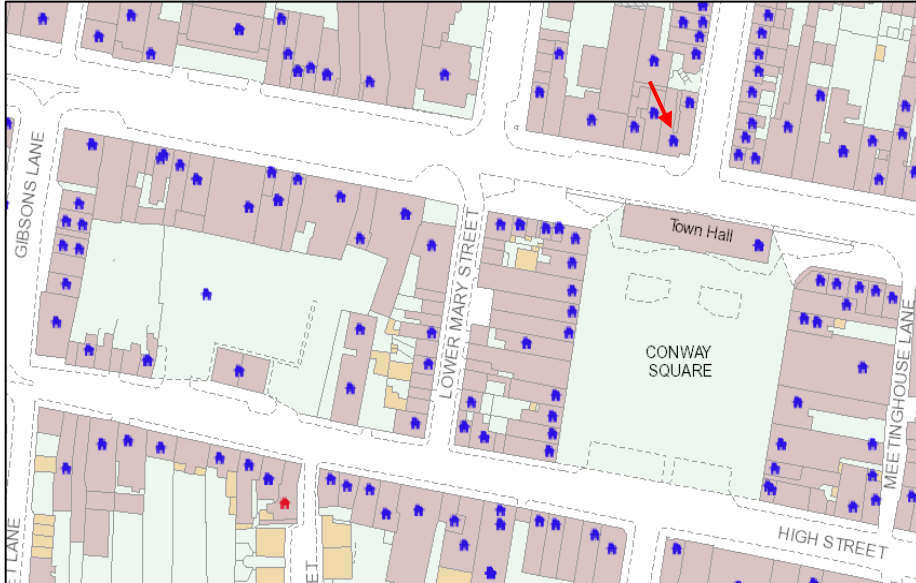 GIBSONS LANE
LOWER MARY STREET
Town Hall
CONWAY
SQUARE
MEETINGHOUSE LANE
HIGH STREET
T LANE
ET